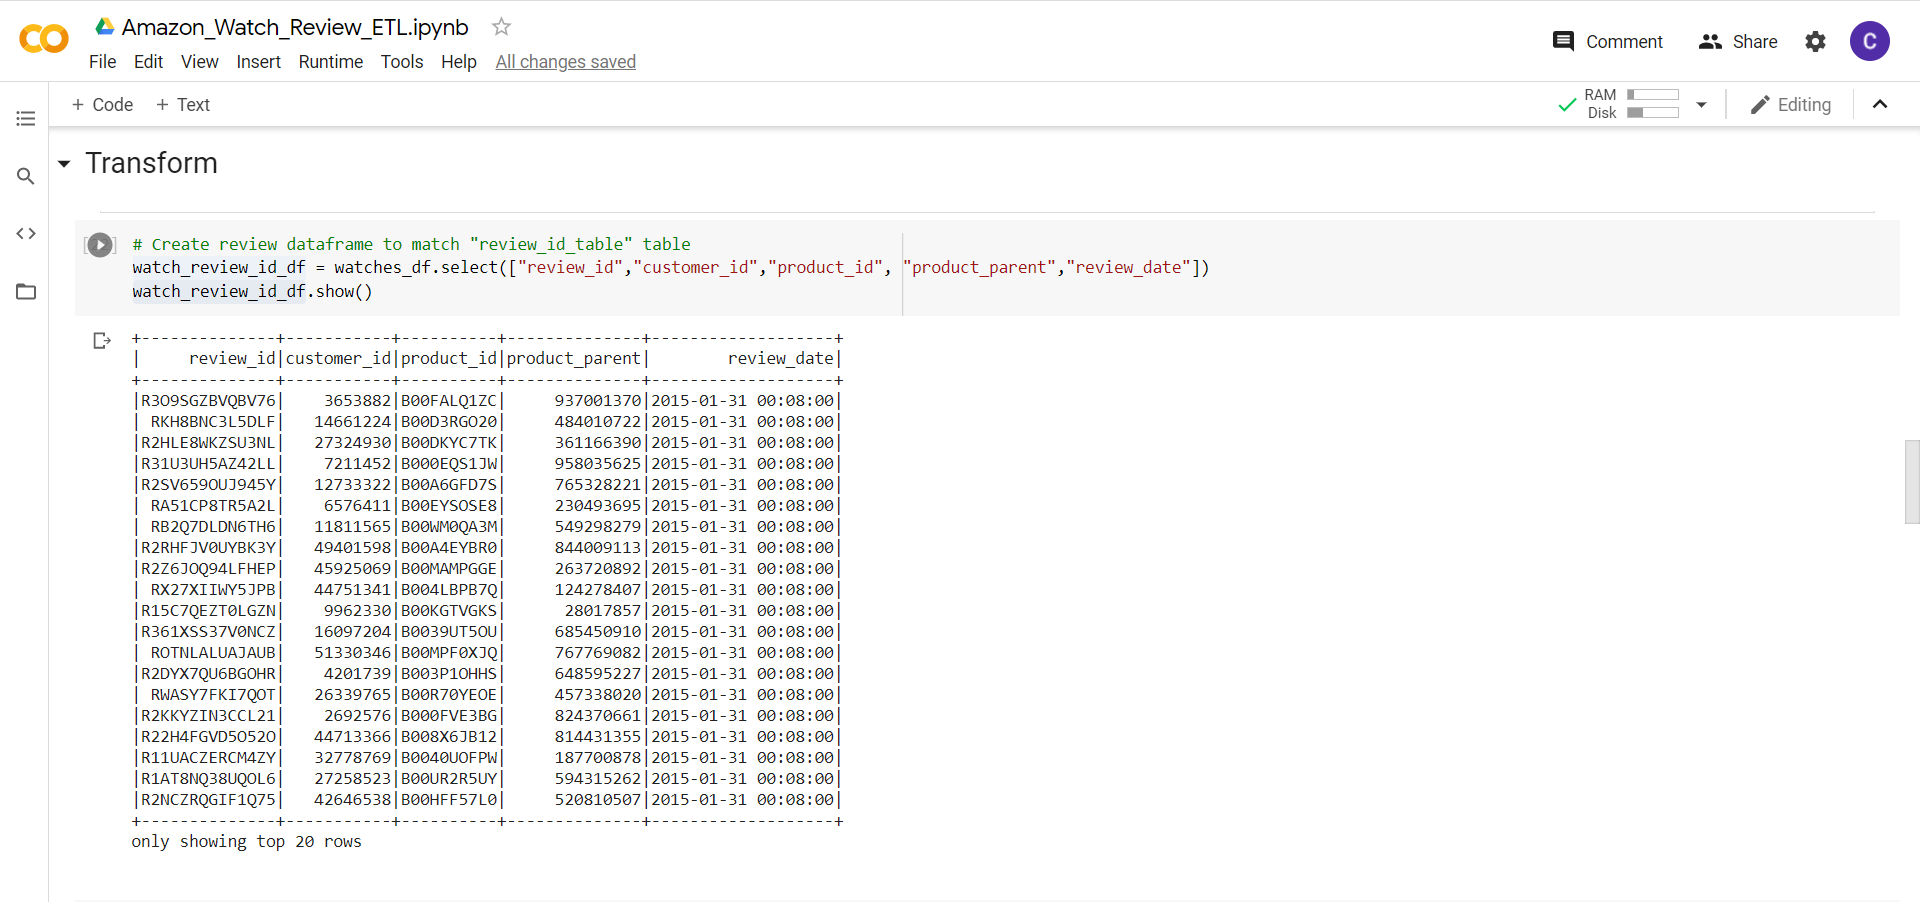 Amazon_Watch_Review_ETL.ipynb
File Edit View Insert Runtime Tools Help All changes saved
Comment Share C
+ Code + Text
RAM
Disk
Editing
Transform
# Create review dataframe to match "review_id_table" table
watch_review_id_df = watches_df.select(["review_id","customer_id","product_id", "product_parent","review_date"])
watch_review_id_df.show()
+--------------+-----------+----------+--------------+-------------------+
|     review_id|customer_id|product_id|product_parent|        review_date|
+--------------+-----------+----------+--------------+-------------------+
|R3O9SGZBVQBV76|    3653882|B00FALQ1ZC|     937001370|2015-01-31 00:08:00|
| RKH8BNC3L5DLF|   14661224|B00D3RGO20|     484010722|2015-01-31 00:08:00|
|R2HLE8WKZSU3NL|   27324930|B00DKYC7TK|     361166390|2015-01-31 00:08:00|
|R31U3UH5AZ42LL|    7211452|B000EQS1JW|     958035625|2015-01-31 00:08:00|
|R2SV659OUJ945Y|   12733322|B00A6GFD7S|     765328221|2015-01-31 00:08:00|
| RA51CP8TR5A2L|    6576411|B00EYSOSE8|     230493695|2015-01-31 00:08:00|
| RB2Q7DLDN6TH6|   11811565|B00WM0QA3M|     549298279|2015-01-31 00:08:00|
|R2RHFJV0UYBK3Y|   49401598|B00A4EYBR0|     844009113|2015-01-31 00:08:00|
|R2Z6JOQ94LFHEP|   45925069|B00MAMPGGE|     263720892|2015-01-31 00:08:00|
| RX27XIIWY5JPB|   44751341|B004LBPB7Q|     124278407|2015-01-31 00:08:00|
|R15C7QEZT0LGZN|    9962330|B00KGTVGKS|      28017857|2015-01-31 00:08:00|
|R361XSS37V0NCZ|   16097204|B0039UT5OU|     685450910|2015-01-31 00:08:00|
| ROTNLALUAJAUB|   51330346|B00MPF0XJQ|     767769082|2015-01-31 00:08:00|
|R2DYX7QU6BGOHR|    4201739|B003P1OHHS|     648595227|2015-01-31 00:08:00|
| RWASY7FKI7QOT|   26339765|B00R70YEOE|     457338020|2015-01-31 00:08:00|
|R2KKYZIN3CCL21|    2692576|B000FVE3BG|     824370661|2015-01-31 00:08:00|
|R22H4FGVD5O52O|   44713366|B008X6JB12|     814431355|2015-01-31 00:08:00|
|R11UACZERCM4ZY|   32778769|B0040UOFPW|     187700878|2015-01-31 00:08:00|
|R1AT8NQ38UQOL6|   27258523|B00UR2R5UY|     594315262|2015-01-31 00:08:00|
|R2NCZRQGIF1Q75|   42646538|B00HFF57L0|     520810507|2015-01-31 00:08:00|
+--------------+-----------+----------+--------------+-------------------+
only showing top 20 rows